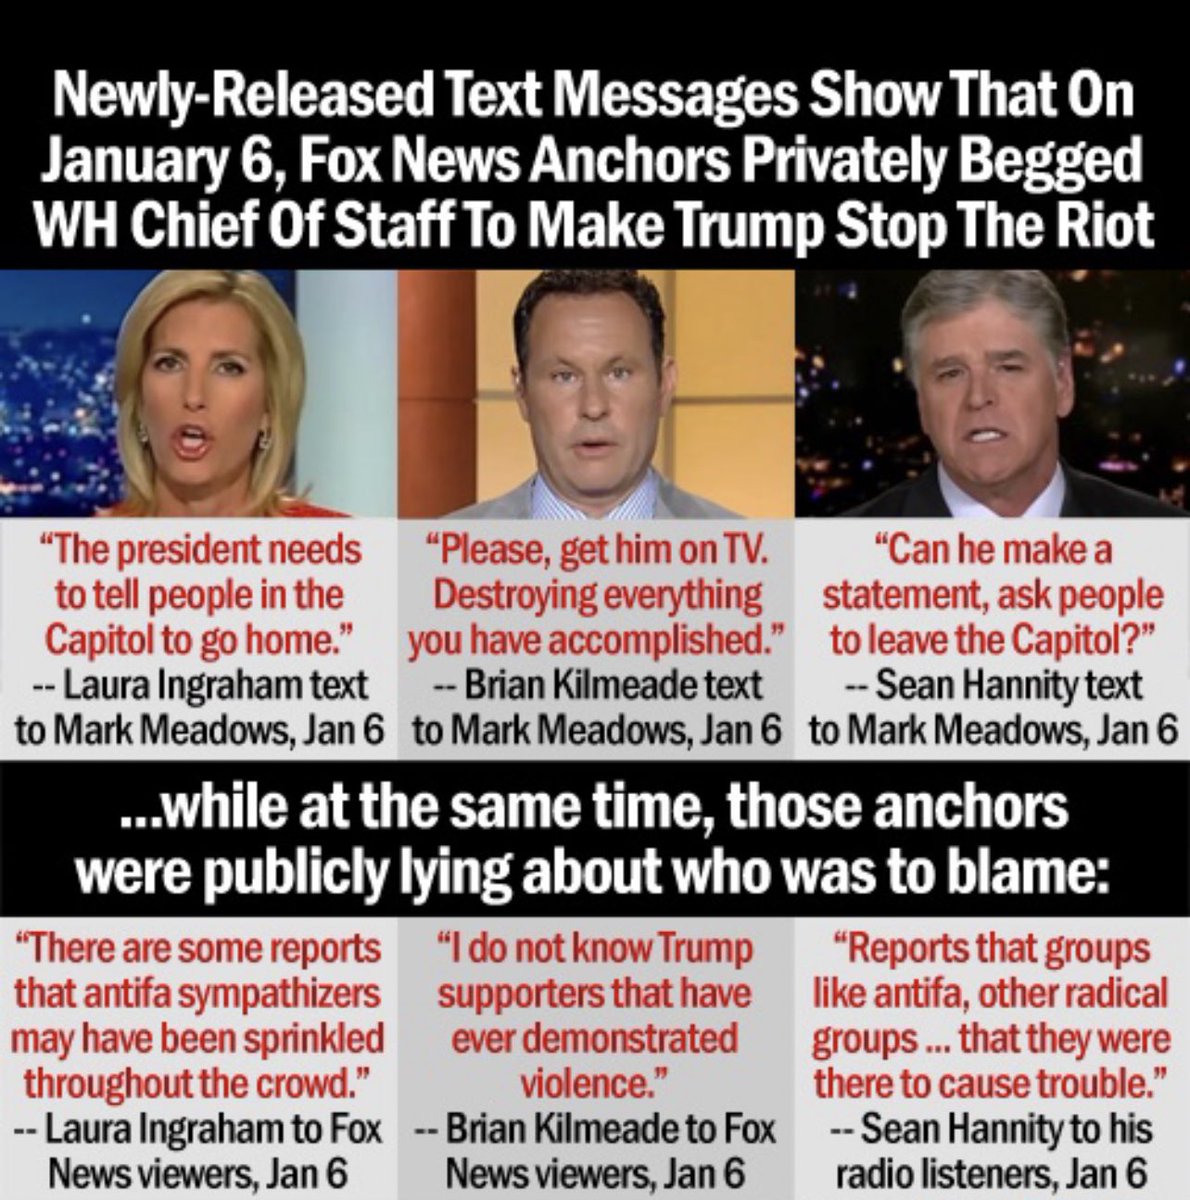 Newly-Released Text Messages Show That On
January 6, Fox News Anchors Privately Begged
WH Chief Of Staff To Make Trump Stop The Riot
“The president needs
to tell people in the
Capitol to go home.”
-- Laura Ingraham text
to Mark Meadows, Jan 6
“Please, get him on TV.
Destroying everything
you have accomplished.”
-- Brian Kilmeade text
to Mark Meadows, Jan 6
“Can he make a
statement, ask people
to leave the Capitol?”
-- Sean Hannity text
to Mark Meadows, Jan 6
...while at the same time, those anchors
were publicly lying about who was to blame:
“There are some reports
that antifa sympathizers
may have been sprinkled
throughout the crowd.”
-- Laura Ingraham to Fox
News viewers, Jan 6
“I do not know Trump
supporters that have
ever demonstrated
violence.”
-- Brian Kilmeade to Fox
News viewers, Jan 6
“Reports that groups
like antifa, other radical
groups ... that they were
there to cause trouble.”
-- Sean Hannity to his
radio listeners, Jan 6